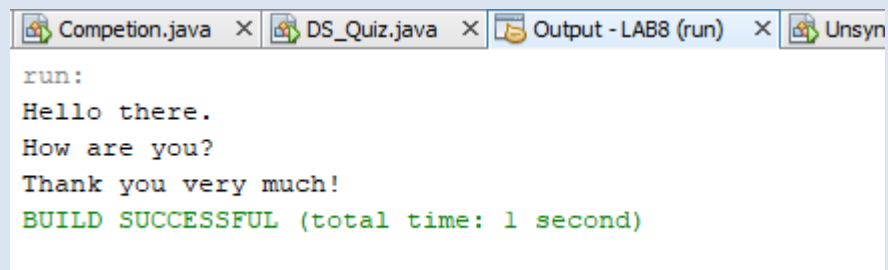 Competion.java DS_Quiz.java Output - LAB8 (run) Unsyn
run:
Hello there.
How are you?
Thank you very much!
BUILD SUCCESSFUL (total time: 1 second)